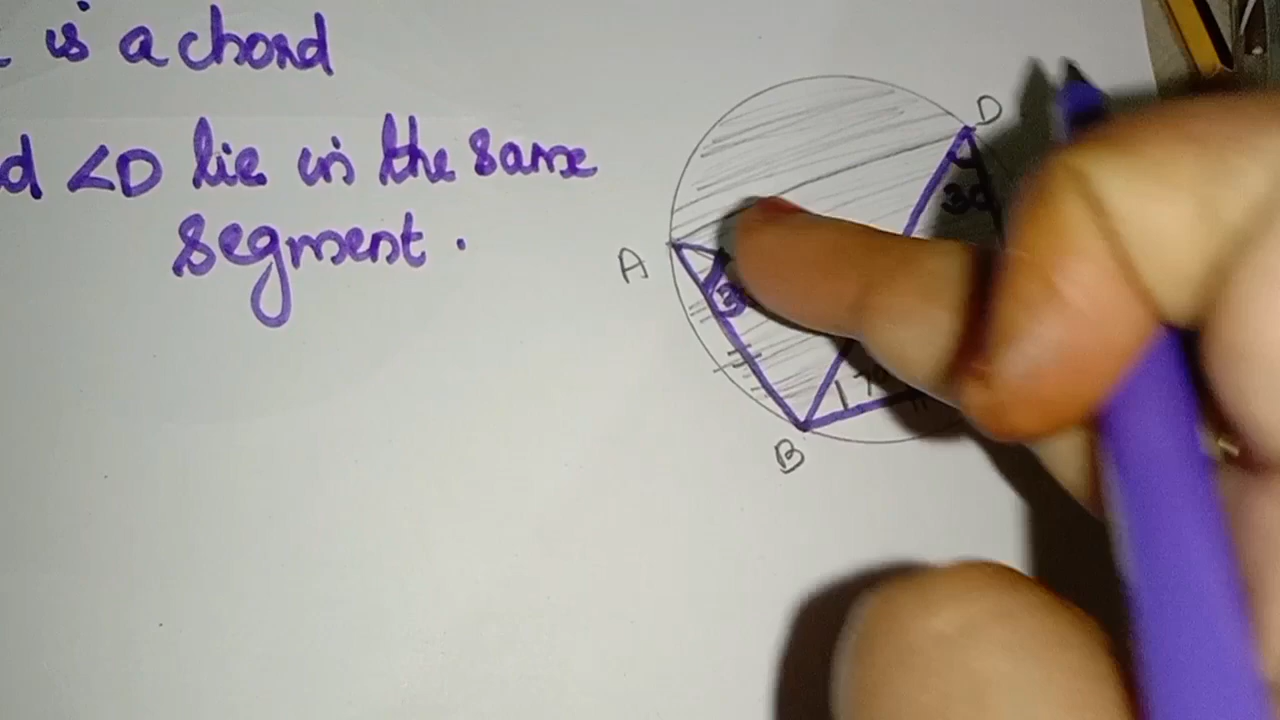 is a chord
∠D lie in the same
segment.
D
A
B